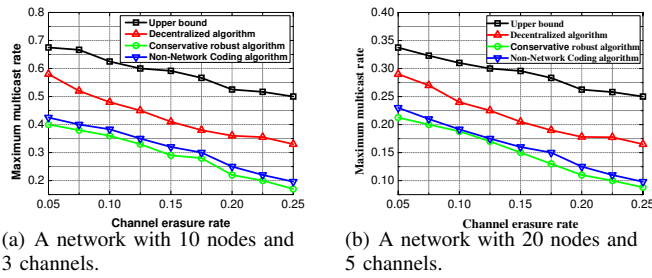 0.8
0.7
0.6
0.5
0.4
0.3
0.2
Maximum multicast rate
Upper bound
Decentralized algorithm
Conservative robust algorithm
Non-Network Coding algorithm
0.05 0.10 0.15 0.20 0.25
Channel erasure rate
(a) A network with 10 nodes and
3 channels.
0.40
0.35
0.30
0.25
0.20
0.15
0.10
Maximum multicast rate
Upper bound
Decentralized algorithm
Conservative robust algorithm
Non-Network Coding algorithm
0.05 0.10 0.15 0.20 0.25
Channel erasure rate
(b) A network with 20 nodes and
5 channels.